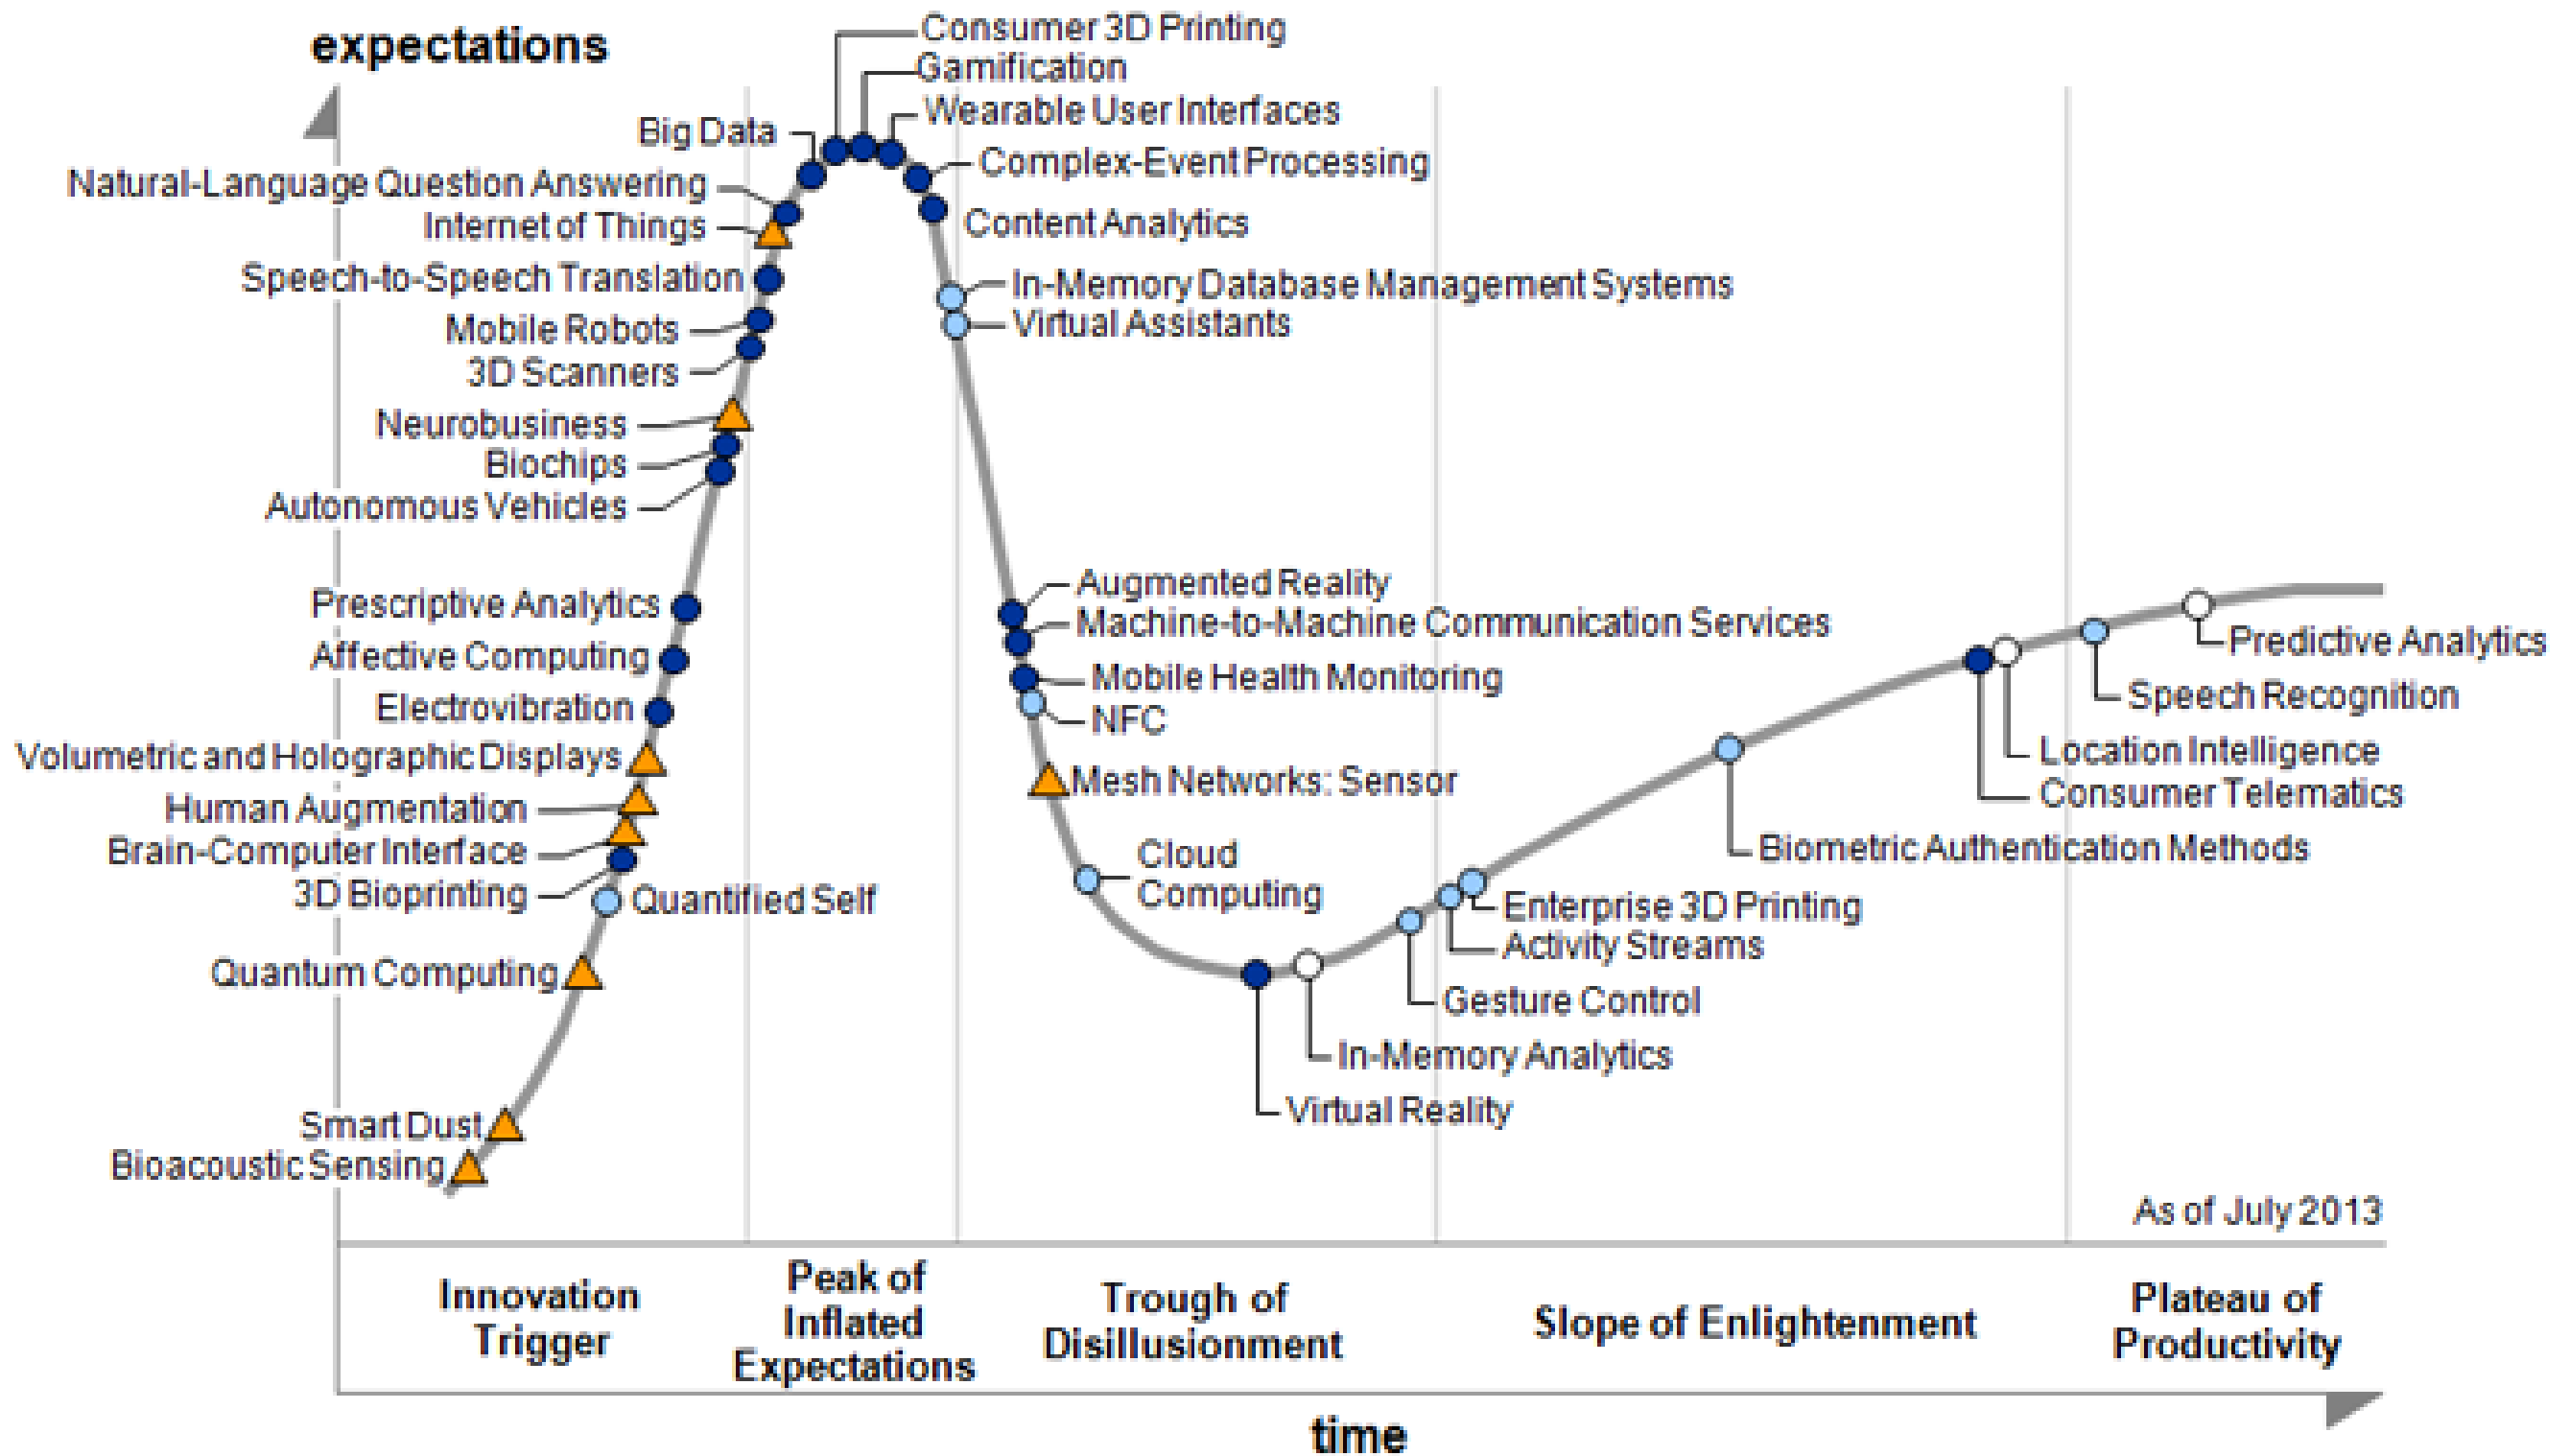 expectations
Consumer 3D Printing
Gamification
Wearable User Interfaces
Big Data
Complex-Event Processing
Natural-Language Question Answering
Internet of Things
Content Analytics
Speech-to-Speech Translation
In-Memory Database Management Systems
Virtual Assistants
Mobile Robots
3D Scanners
Neurobusiness
Biochips
Autonomous Vehicles
Augmented Reality
Prescriptive Analytics
Machine-to-Machine Communication Services
Predictive Analytics
Affective Computing
Mobile Health Monitoring
Speech Recognition
Electrovibration
NFC
Location Intelligence
Volumetric and Holographic Displays
Mesh Networks: Sensor
Consumer Telematics
Human Augmentation
Biometric Authentication Methods
Brain-Computer Interface
Cloud
Computing
3D Bioprinting
Quantified Self
Enterprise 3D Printing
Activity Streams
Quantum Computing
Gesture Control
In-Memory Analytics
Virtual Reality
Smart Dust
Bioacoustic Sensing
As of July 2013
Innovation
Trigger
Peak of
Inflated
Expectations
Trough of
Disillusionment
Slope of Enlightenment
Plateau of
Productivity
time